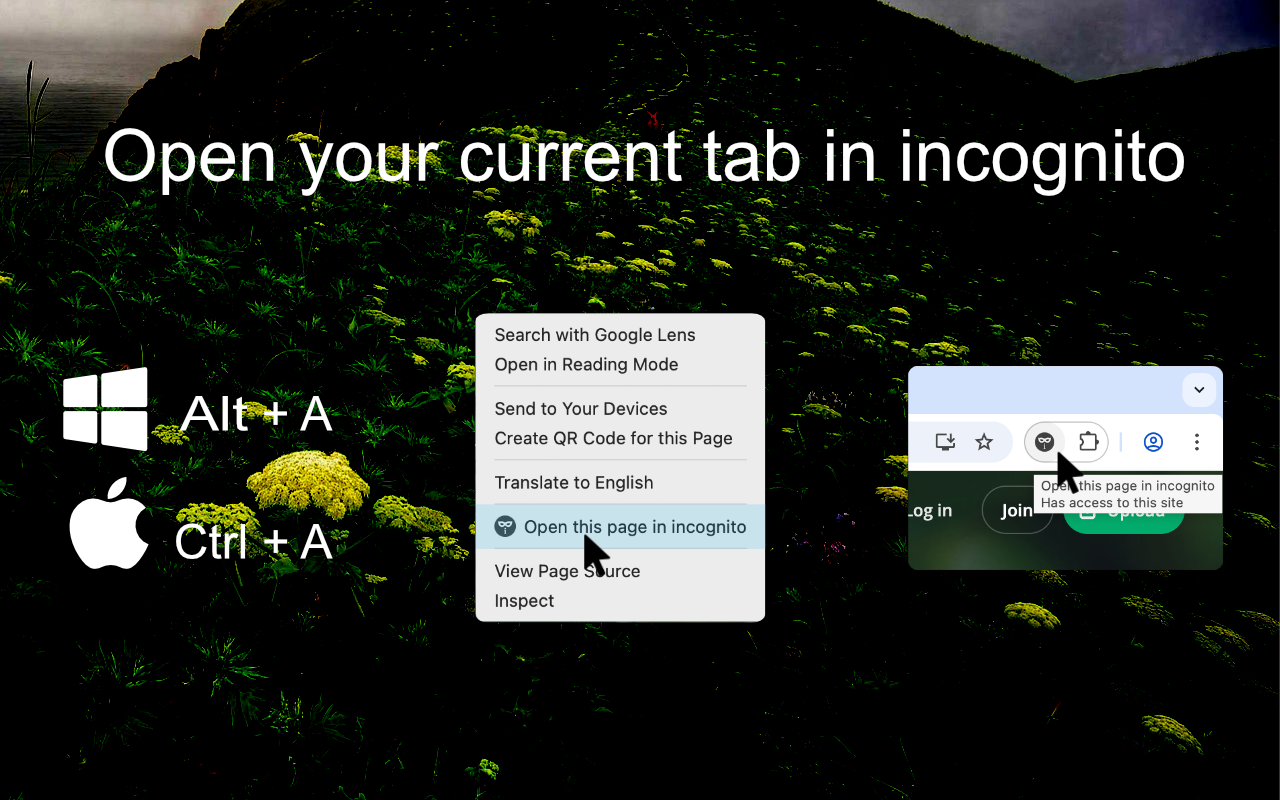 Open your current tab in incognito
Alt + A
Ctrl + A
Search with Google Lens
Open in Reading Mode
Send to Your Devices
Create QR Code for this Page
Translate to English
Open this page in incognito
View Page Source
Inspect
Open this page in incognito
Has access to this site
Log in
Join
Upload